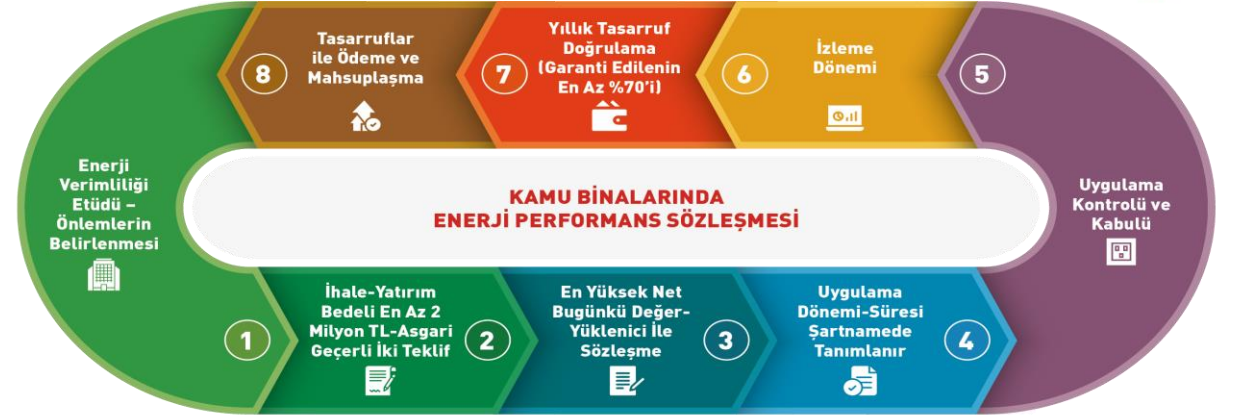 KAMU BİNALARINDA
ENERJİ PERFORMANS SÖZLEŞMESİ
Enerji
Verimliliği
Etüdü –
Önlemlerin
Belirlenmesi
1
İhale-Yatırım
Bedeli En Az 2
Milyon TL-Asgari
Geçerli İki Teklif
2
En Yüksek Net
Bugünkü Değer-
Yüklenici İle
Sözleşme
3
Uygulama
Dönemi-Süresi
Şartnamede
Tanımlanır
4
Uygulama
Kontrolü ve
Kabulü
5
İzleme
Dönemi
6
Yıllık Tasarruf
Doğrulama
(Garanti Edilenin
En Az %70'i)
7
Tasarruflar
ile Ödeme ve
Mahsuplaşma
8